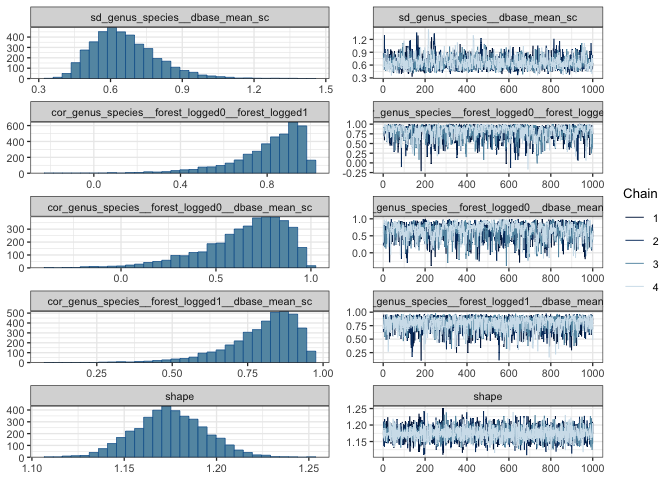 sd_genus_species__dbase_mean_sc
0 100 200 300 400
0.3 0.6 0.9 1.2 1.5
cor_genus_species__forest_logged0__forest_logged1
0 200 400 600
0.0 0.4 0.8
cor_genus_species__forest_logged0__dbase_mean_sc
0 100 200 300
0.0 0.5 1.0
cor_genus_species__forest_logged1__dbase_mean_sc
0 100 200 300 400 500
0.25 0.50 0.75 1.00
shape
0 100 200 300 400
1.10 1.15 1.20 1.25
sd_genus_species__dbase_mean_sc
0.3 0.6 0.9 1.2
0 200 400 600 800 1000
_genus_species__forest_logged0__forest_logge
-0.25 0.00 0.25 0.50 0.75 1.00
0 200 400 600 800 1000
_genus_species__forest_logged0__dbase_mean
0.0 0.5 1.0
0 200 400 600 800 1000
_genus_species__forest_logged1__dbase_mean
0.25 0.50 0.75 1.00
0 200 400 600 800 1000
shape
1.15 1.20 1.25
0 200 400 600 800 1000
Chain
1
2
3
4